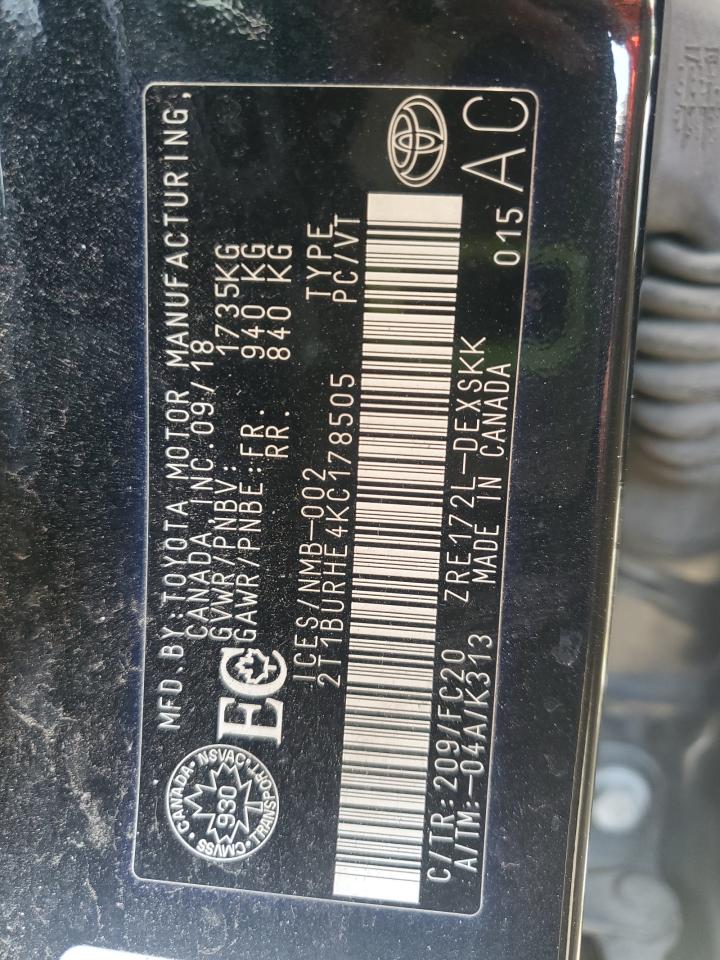 MFD.BY:TOYOTA MOTOR MANUFACTURING,
CANADA INC.09/18
GVWR/PNBV: 1735KG
GAWR/PNBE:FR. 940 KG
RR. 840 KG
CANADA·NSVAC·TRANSPORT·CMVSS
930
EC
ICES/NMB-002 TYPE
2T1BURHE4KC178505 PC/VT
C/TR:209/FC20 ZRE172L-DEXSKK
A/TM:-04A/K313 MADE IN CANADA
015 AC